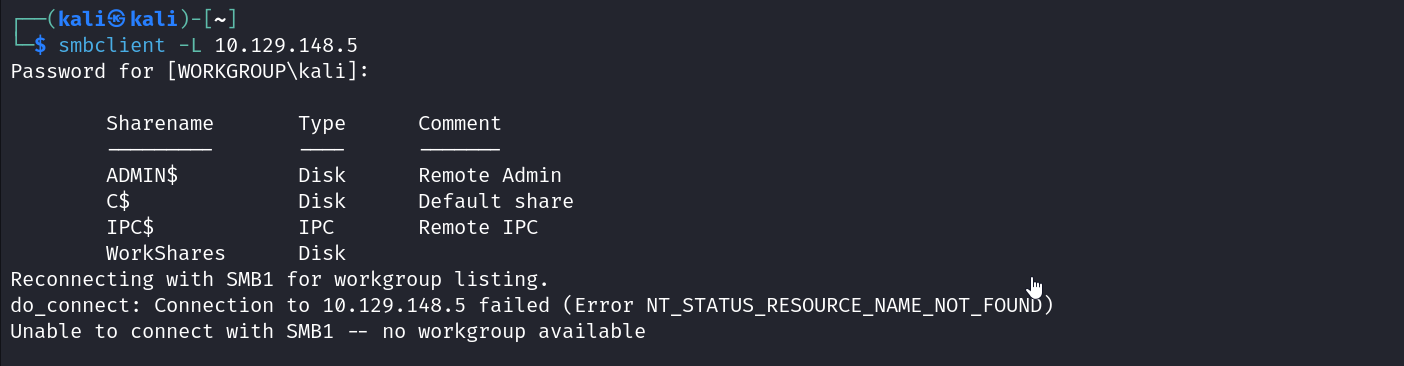 ┌──(kali㉿kali)-[~]
└─$ smbclient -L 10.129.148.5
Password for [WORKGROUP\kali]:
Sharename Type Comment
--------- ---- -------
ADMIN$ Disk Remote Admin
C$ Disk Default share
IPC$ IPC Remote IPC
WorkShares Disk
Reconnecting with SMB1 for workgroup listing.
do_connect: Connection to 10.129.148.5 failed (Error NT_STATUS_RESOURCE_NAME_NOT_FOUND)
Unable to connect with SMB1 -- no workgroup available